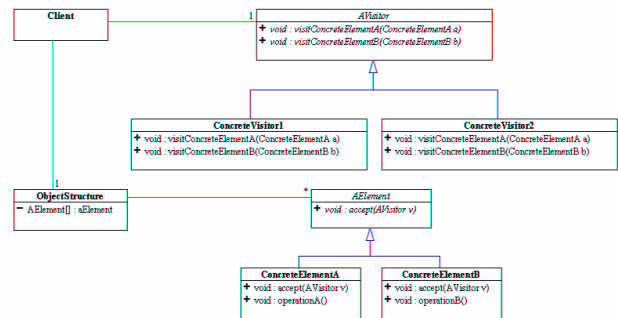 Client
1
AVisitor
+ void : visitConcreteElementA(ConcreteElementA a)
+ void : visitConcreteElementB(ConcreteElementB b)
ConcreteVisitor1
+ void : visitConcreteElementA(ConcreteElementA a)
+ void : visitConcreteElementB(ConcreteElementB b)
ConcreteVisitor2
+ void : visitConcreteElementA(ConcreteElementA a)
+ void : visitConcreteElementB(ConcreteElementB b)
1
ObjectStructure
− AElement[] : aElement
*
AElement
+ void : accept(AVisitor v)
ConcreteElementA
+ void : accept(AVisitor v)
+ void : operationA()
ConcreteElementB
+ void : accept(AVisitor v)
+ void : operationB()